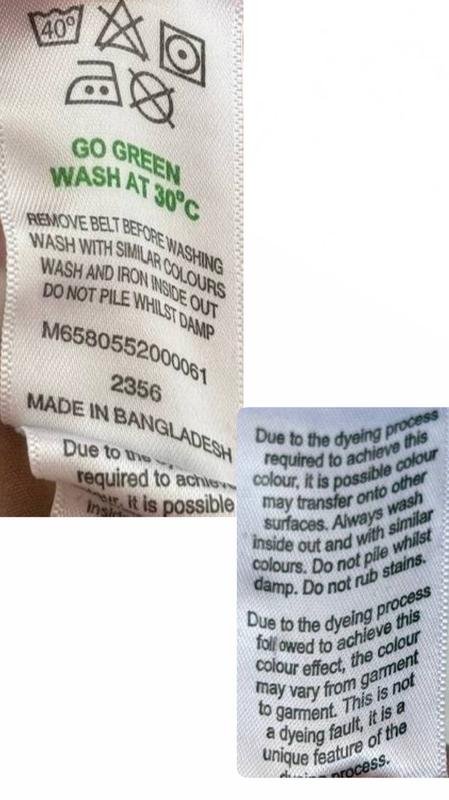 40°
GO GREEN
WASH AT 30°C
REMOVE BELT BEFORE WASHING
WASH WITH SIMILAR COLOURS
WASH AND IRON INSIDE OUT
DO NOT PILE WHILST DAMP
M6580552000061
2356
MADE IN BANGLADESH
Due to the
required to
it is possible
Due to the dyeing process
required to achieve this
colour, it is possible colour
may transfer onto other
surfaces. Always wash
inside out and with similar
colours. Do not pile whilst
damp. Do not rub stains.
Due to the dyeing process
followed to achieve this
colour effect, the colour
may vary from garment
to garment. This is not
a dyeing fault, it is a
unique feature of the
process.